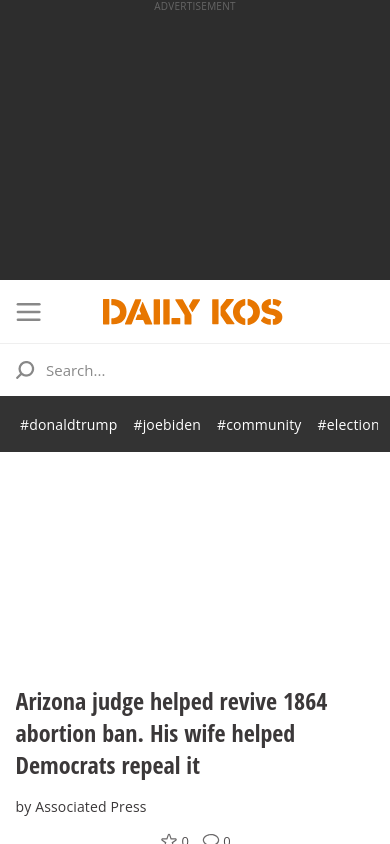 ADVERTISEMENT
DAILY KOS
Search...
#donaldtrump #joebiden #community #election
Arizona judge helped revive 1864
abortion ban. His wife helped
Democrats repeal it
by Associated Press
0 0